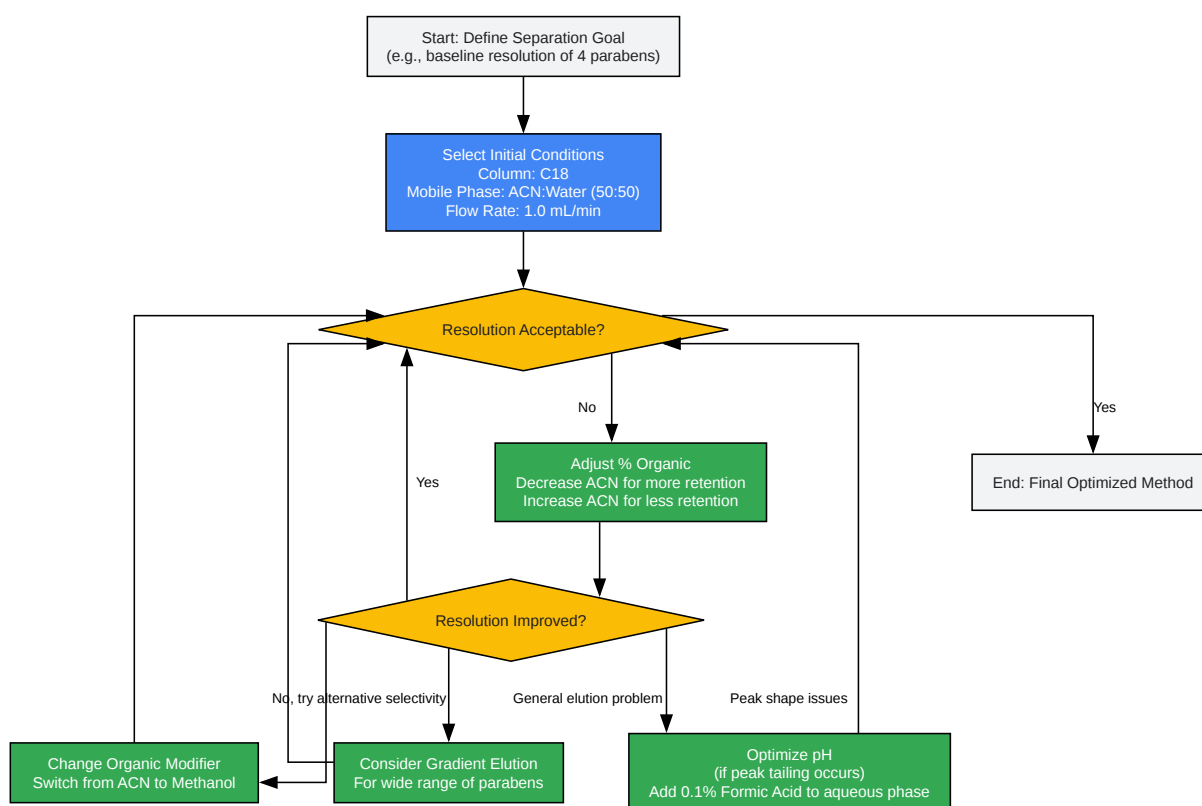 Start: Define Separation Goal
(e.g., baseline resolution of 4 parabens)
Select Initial Conditions
Column: C18
Mobile Phase: ACN:Water (50:50)
Flow Rate: 1.0 mL/min
Resolution Acceptable?
No
Yes
Adjust % Organic
Decrease ACN for more retention
Increase ACN for less retention
Yes
End: Final Optimized Method
Resolution Improved?
No, try alternative selectivity
General elution problem
Peak shape issues
Change Organic Modifier
Switch from ACN to Methanol
Consider Gradient Elution
For wide range of parabens
Optimize pH
(if peak tailing occurs)
Add 0.1% Formic Acid to aqueous phase